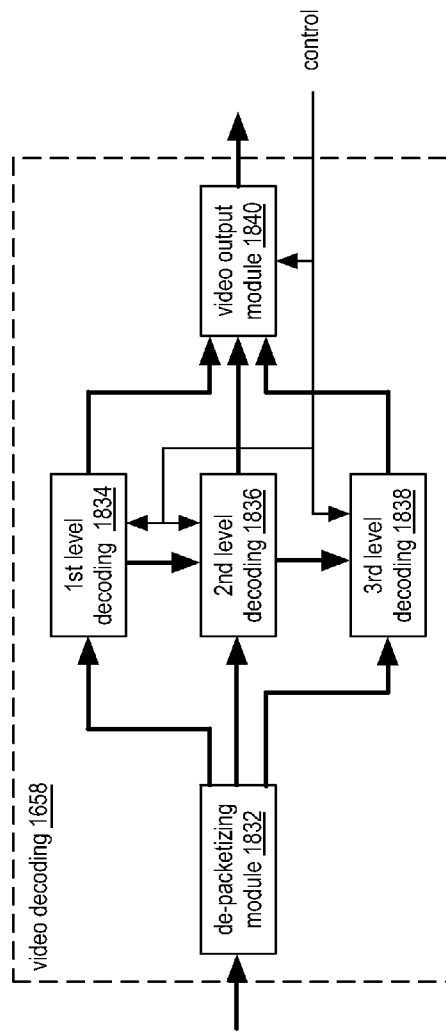 video decoding 1658
de-packetizing
module 1832
1st level
decoding 1834
2nd level
decoding 1836
3rd level
decoding 1838
video output
module 1840
control